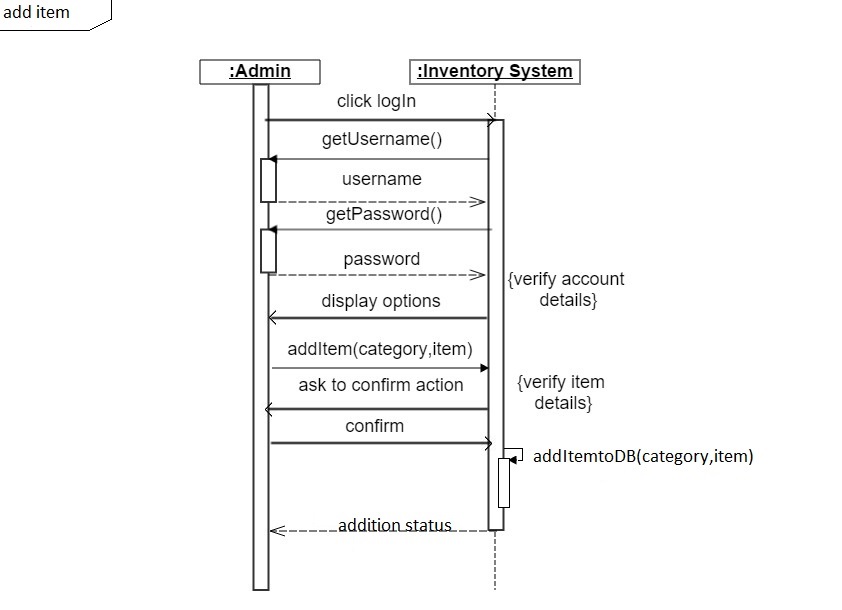 add item
:Admin
:Inventory System
click logIn
getUsername()
username
getPassword()
password
{verify account
details}
display options
addItem(category,item)
ask to confirm action
{verify item
details}
confirm
addItemtoDB(category,item)
addition status